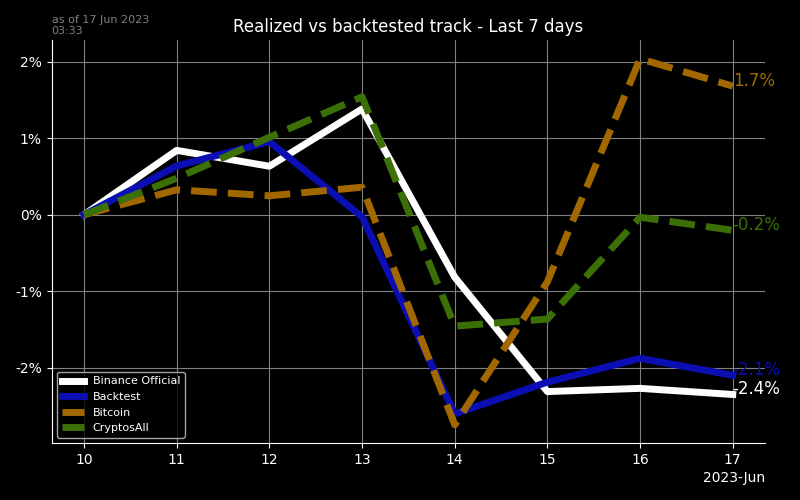 as of 17 Jun 2023
03:33
Realized vs backtested track - Last 7 days
2%
1%
0%
-1%
-2%
1.7%
-0.2%
-2.1%
-2.4%
Binance Official
Backtest
Bitcoin
CryptosAll
10 11 12 13 14 15 16 17
2023-Jun